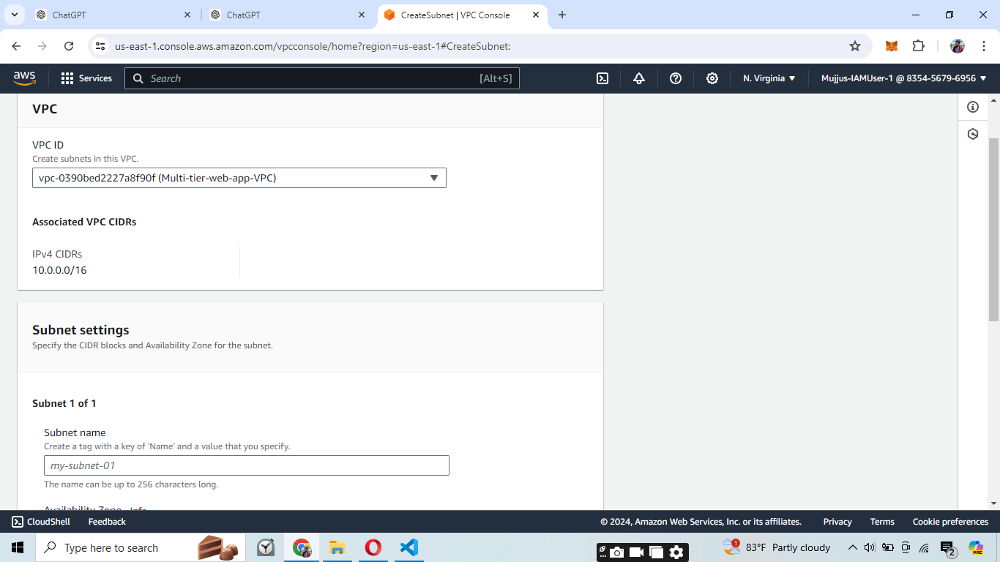 ChatGPT
ChatGPT
CreateSubnet | VPC Console
us-east-1.console.aws.amazon.com/vpcconsole/home?region=us-east-1#CreateSubnet:
aws
Services
Search
[Alt+S]
N. Virginia
Mujjus-IAMUser-1 @ 8354-5679-6956
VPC
VPC ID
Create subnets in this VPC.
vpc-0390bed2227a8f90f (Multi-tier-web-app-VPC)
Associated VPC CIDRs
IPv4 CIDRs
10.0.0.0/16
Subnet settings
Specify the CIDR blocks and Availability Zone for the subnet.
Subnet 1 of 1
Subnet name
Create a tag with a key of 'Name' and a value that you specify.
my-subnet-01
The name can be up to 256 characters long.
Availability Zone Info
CloudShell
Feedback
© 2024, Amazon Web Services, Inc. or its affiliates.
Privacy
Terms
Cookie preferences
Type here to search
1
83°F Partly cloudy
2
PRE